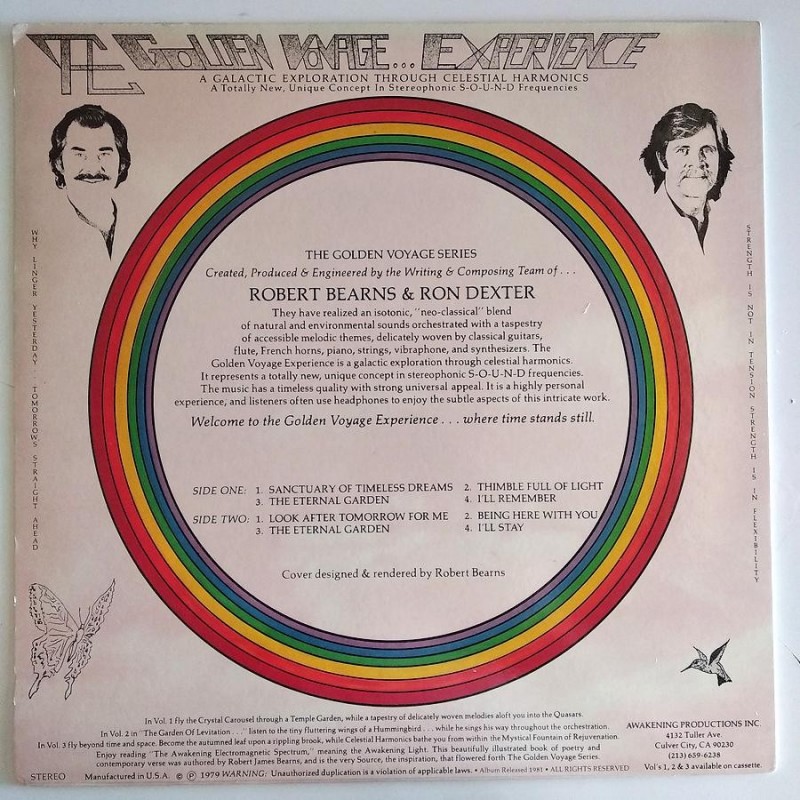 THE GOLDEN VOYAGE... EXPERIENCE
A GALACTIC EXPLORATION THROUGH CELESTIAL HARMONICS
A Totally New, Unique Concept In Stereophonic S-O-U-N-D Frequencies
WHY LINGER YESTERDAY · TOMORROWS STRAIGHT AHEAD
STRENGTH IS NOT IN TENSION STRENGTH IS IN FLEXIBILITY
THE GOLDEN VOYAGE SERIES
Created, Produced & Engineered by the Writing & Composing Team of . . .
ROBERT BEARNS & RON DEXTER
They have realized an isotonic, "neo-classical" blend
of natural and environmental sounds orchestrated with a taspestry
of accessible melodic themes, delicately woven by classical guitars,
flute, French horns, piano, strings, vibraphone, and synthesizers. The
Golden Voyage Experience is a galactic exploration through celestial harmonics.
It represents a totally new, unique concept in stereophonic S-O-U-N-D frequencies.
The music has a timeless quality with strong universal appeal. It is a highly personal
experience, and listeners often use headphones to enjoy the subtle aspects of this intricate work.
Welcome to the Golden Voyage Experience . . . where time stands still.
SIDE ONE: 1. SANCTUARY OF TIMELESS DREAMS 2. THIMBLE FULL OF LIGHT
3. THE ETERNAL GARDEN 4. I'LL REMEMBER
SIDE TWO: 1. LOOK AFTER TOMORROW FOR ME 2. BEING HERE WITH YOU
3. THE ETERNAL GARDEN 4. I'LL STAY
Cover designed & rendered by Robert Bearns
In Vol. 1 fly the Crystal Carousel through a Temple Garden, while a tapestry of delicately woven melodies aloft you into the Quasars.
In Vol. 2 in "The Garden Of Levitation . . ." listen to the tiny fluttering wings of a Hummingbird . . . while he sings his way throughout the orchestration.
In Vol. 3 fly beyond time and space. Become the autumned leaf upon a rippling brook, while Celestial Harmonics bathe you from within the Mystical Fountain of Rejuvenation.
Enjoy reading "The Awakening Electromagnetic Spectrum," meaning the Awakening Light. This beautifully illustrated book of poetry and
contemporary verse was authored by Robert James Bearns, and is the very Source, the inspiration, that flowered forth The Golden Voyage Series.
STEREO Manufactured in U.S.A. © ℗ 1979 WARNING: Unauthorized duplication is a violation of applicable laws. • Album Released 1981 • ALL RIGHTS RESERVED
AWAKENING PRODUCTIONS INC.
4132 Tuller Ave.
Culver City, CA 90230
(213) 659-6238
Vol's 1, 2 & 3 available on cassette.